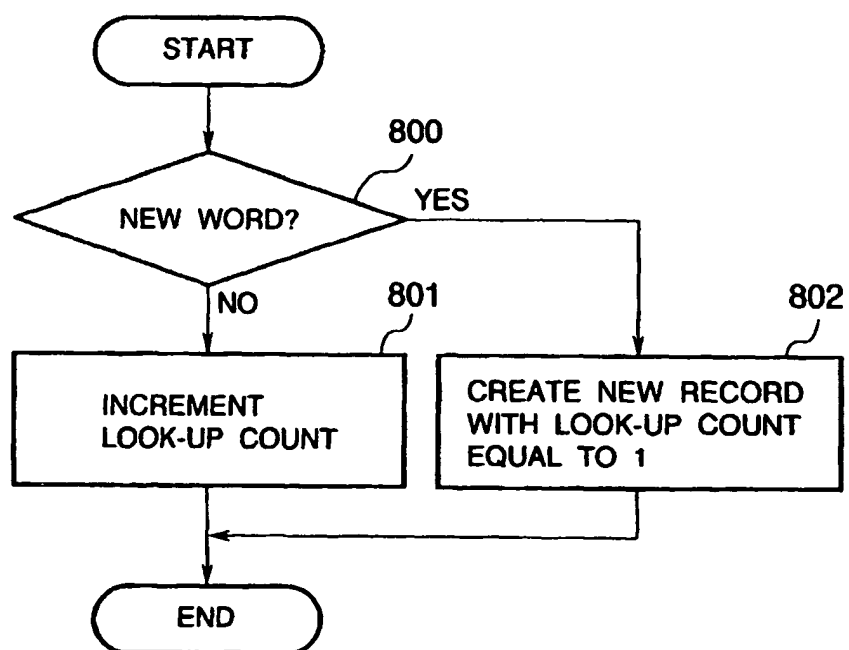 START
800
NEW WORD?
YES
NO
801
802
INCREMENT
LOOK-UP COUNT
CREATE NEW RECORD
WITH LOOK-UP COUNT
EQUAL TO 1
END